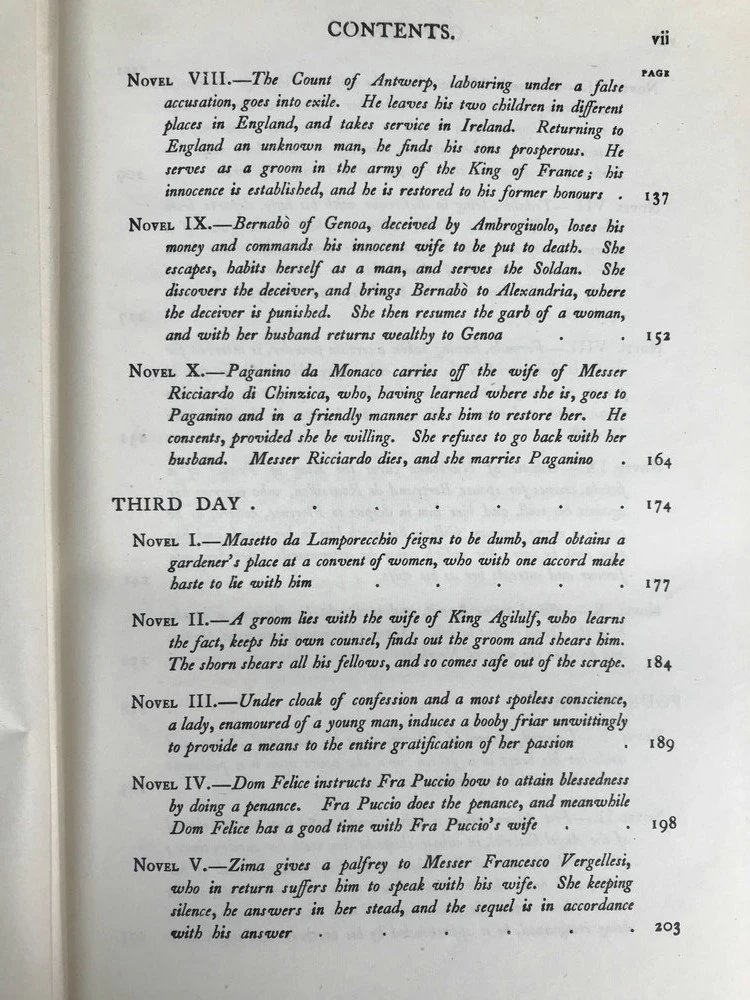 CONTENTS.
vii
PAGE
NOVEL VIII.—The Count of Antwerp, labouring under a false
accusation, goes into exile. He leaves his two children in different
places in England, and takes service in Ireland. Returning to
England an unknown man, he finds his sons prosperous. He
serves as a groom in the army of the King of France; his
innocence is established, and he is restored to his former honours . 137
NOVEL IX.—Bernabò of Genoa, deceived by Ambrogiuolo, loses his
money and commands his innocent wife to be put to death. She
escapes, habits herself as a man, and serves the Soldan. She
discovers the deceiver, and brings Bernabò to Alexandria, where
the deceiver is punished. She then resumes the garb of a woman,
and with her husband returns wealthy to Genoa . . 152
NOVEL X.—Paganino da Monaco carries off the wife of Messer
Ricciardo di Chinzica, who, having learned where she is, goes to
Paganino and in a friendly manner asks him to restore her. He
consents, provided she be willing. She refuses to go back with her
husband. Messer Ricciardo dies, and she marries Paganino . 164
THIRD DAY . . . . . . . 174
NOVEL I.—Masetto da Lamporecchio feigns to be dumb, and obtains a
gardener's place at a convent of women, who with one accord make
haste to lie with him . . . . . 177
NOVEL II.—A groom lies with the wife of King Agilulf, who learns
the fact, keeps his own counsel, finds out the groom and shears him.
The shorn shears all his fellows, and so comes safe out of the scrape. 184
NOVEL III.—Under cloak of confession and a most spotless conscience,
a lady, enamoured of a young man, induces a booby friar unwittingly
to provide a means to the entire gratification of her passion . 189
NOVEL IV.—Dom Felice instructs Fra Puccio how to attain blessedness
by doing a penance. Fra Puccio does the penance, and meanwhile
Dom Felice has a good time with Fra Puccio's wife . . 198
NOVEL V.—Zima gives a palfrey to Messer Francesco Vergellesi,
who in return suffers him to speak with his wife. She keeping
silence, he answers in her stead, and the sequel is in accordance
with his answer . . . . . . 203